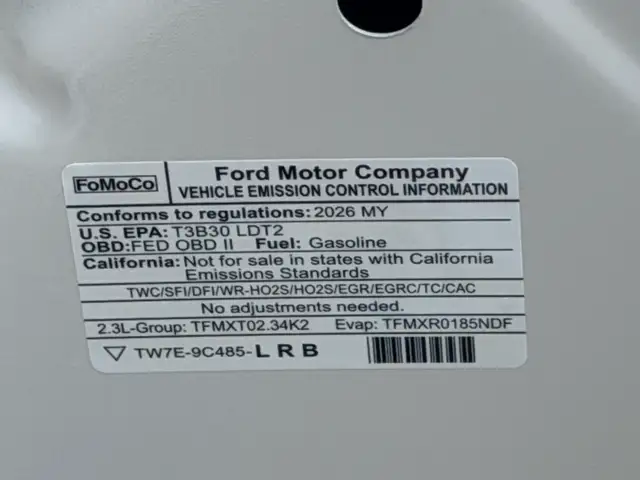 FoMoCo
Ford Motor Company
VEHICLE EMISSION CONTROL INFORMATION
Conforms to regulations: 2026 MY
U.S. EPA: T3B30 LDT2
OBD:FED OBD II Fuel: Gasoline
California: Not for sale in states with California
Emissions Standards
TWC/SFI/DFI/WR-HO2S/HO2S/EGR/EGRC/TC/CAC
No adjustments needed.
2.3L-Group: TFMXT02.34K2 Evap: TFMXR0185NDF
TW7E-9C485-L R B